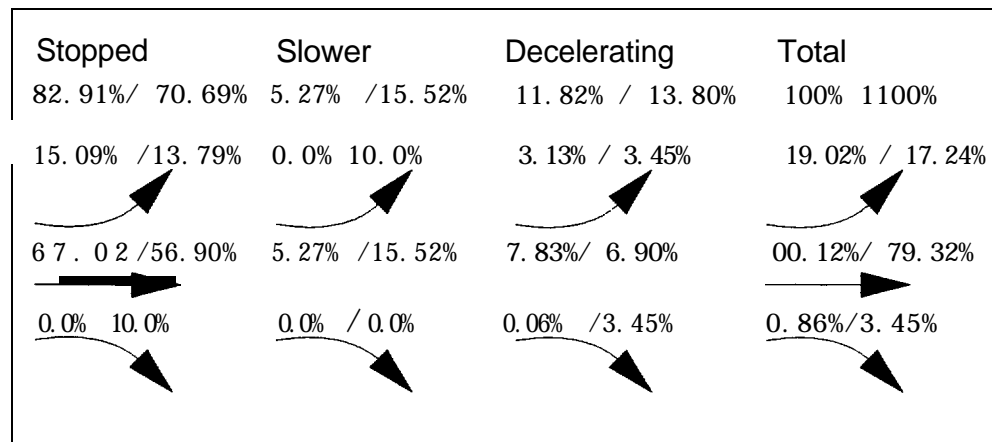 Stopped Slower Decelerating Total
82.91%/ 70.69% 5.27% /15.52% 11.82% / 13.80% 100% 1100%
15.09% /13.79% 0.0% 10.0% 3.13% / 3.45% 19.02% / 17.24%
67.02/56.90% 5.27% /15.52% 7.83%/ 6.90% 00.12%/ 79.32%
0.0% 10.0% 0.0% / 0.0% 0.06% /3.45% 0.86%/3.45%